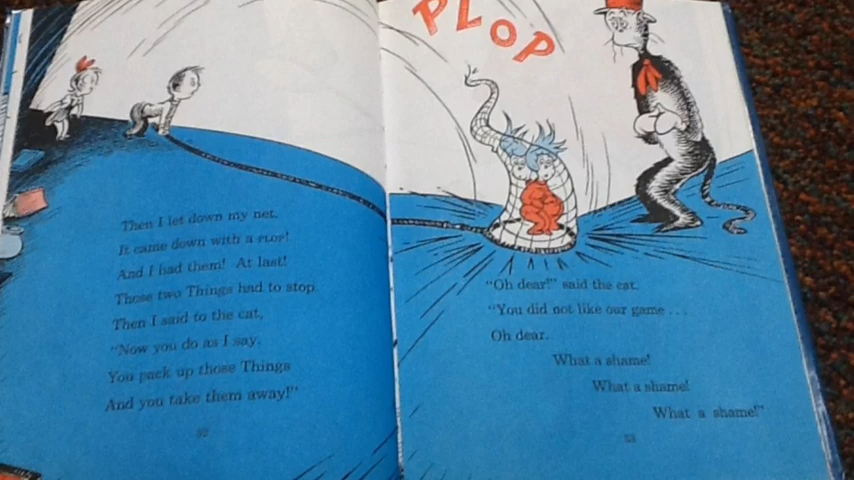 Then I let down my net.
It came down with a PLOP!
And I had them! At last!
Those two Things had to stop.
Then I said to the cat,
"Now you do as I say.
You pack up those Things
And you take them away!"
52
PLOP
"Oh dear!" said the cat.
"You did not like our game . . .
Oh dear.
What a shame!
What a shame!
What a shame!"
53